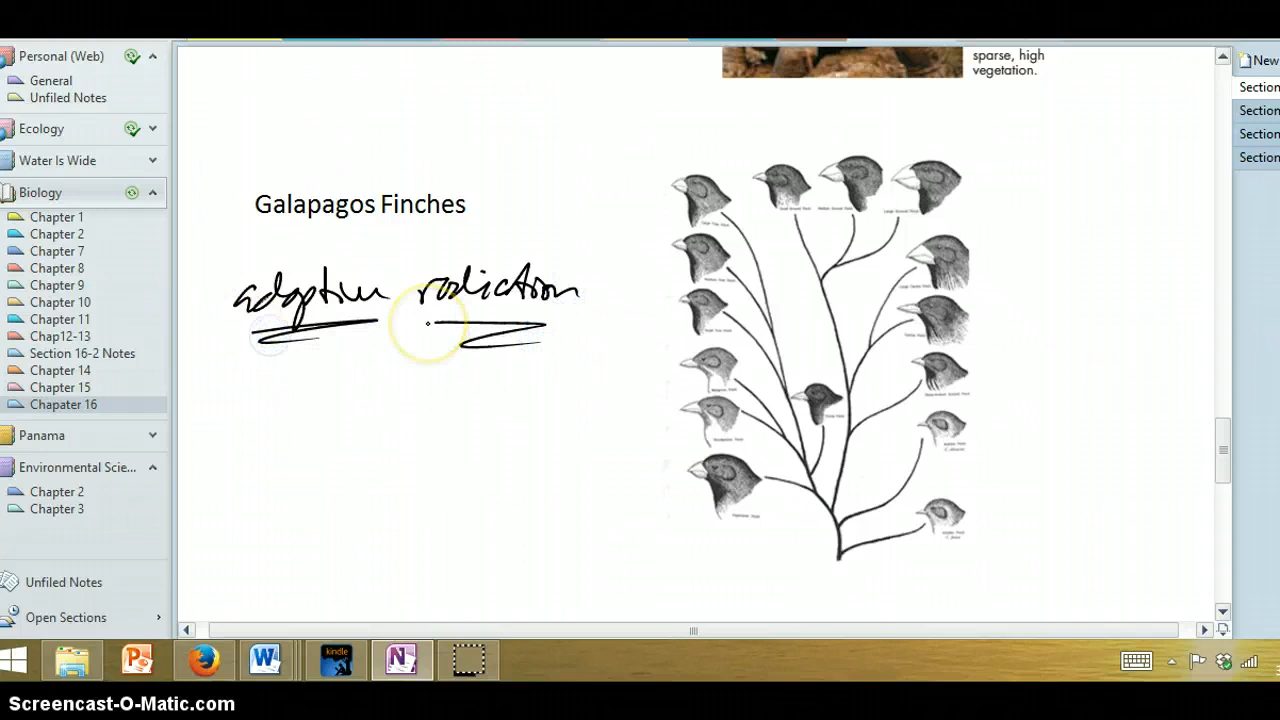 Personal (Web)
General
Unfiled Notes
Ecology
Water Is Wide
Biology
Chapter 1
Chapter 2
Chapter 7
Chapter 8
Chapter 9
Chapter 10
Chapter 11
Chap12-13
Section 16-2 Notes
Chapter 14
Chapter 15
Chapater 16
Panama
Environmental Scie...
Chapter 2
Chapter 3
Unfiled Notes
Open Sections
sparse, high
vegetation.
Galapagos Finches
adaptive radiation
New
Section
Section
Section
Section
kindle
Screencast-O-Matic.com